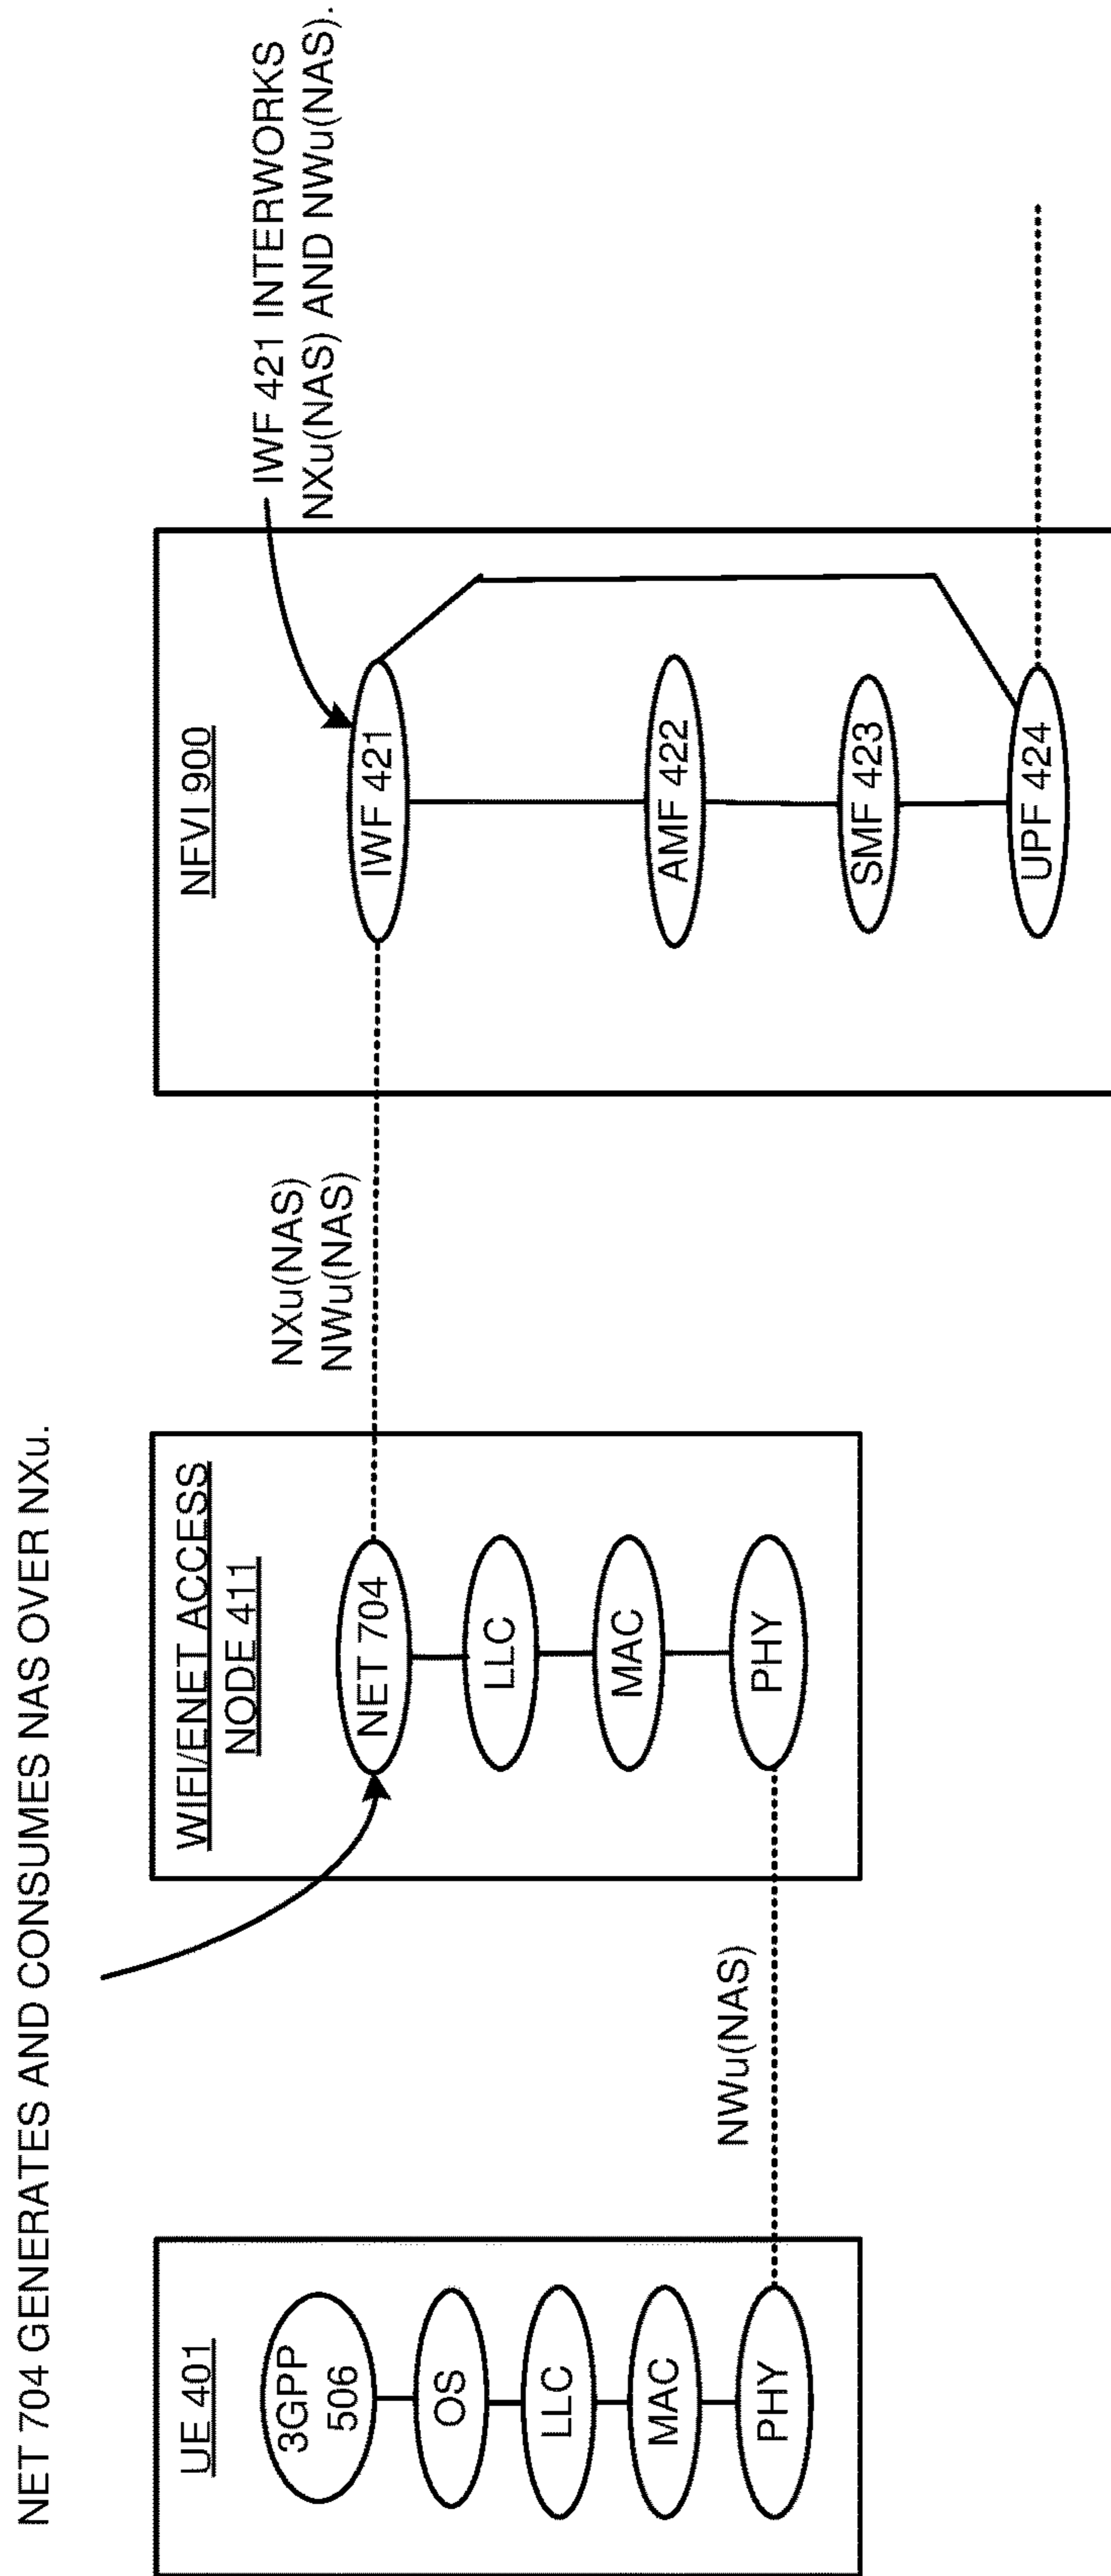 NET 704 GENERATES AND CONSUMES NAS OVER NXu.
UE 401
3GPP
506
OS
LLC
MAC
PHY
NWu(NAS)
WIFI/ENET ACCESS
NODE 411
NET 704
LLC
MAC
PHY
NXu(NAS)
NWu(NAS)
NFVI 900
IWF 421
AMF 422
SMF 423
UPF 424
IWF 421 INTERWORKS
NXu(NAS) AND NWu(NAS).